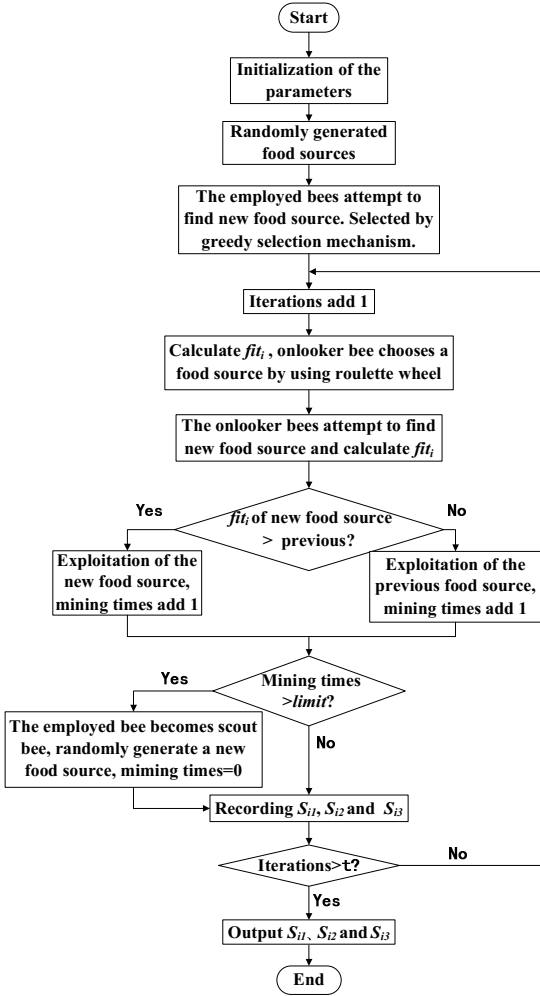 Start
Initialization of the
parameters
Randomly generated
food sources
The employed bees attempt to
find new food source. Selected by
greedy selection mechanism.
Iterations add 1
Calculate fitᵢ , onlooker bee chooses a
food source by using roulette wheel
The onlooker bees attempt to find
new food source and calculate fitᵢ
Yes
fitᵢ of new food source
> previous?
No
Exploitation of the
new food source,
mining times add 1
Exploitation of the
previous food source,
mining times add 1
Mining times
>limit?
Yes
The employed bee becomes scout
bee, randomly generate a new
food source, miming times=0
No
Recording Si1, Si2 and Si3
Iterations>t?
No
Yes
Output Si1、Si2 and Si3
End